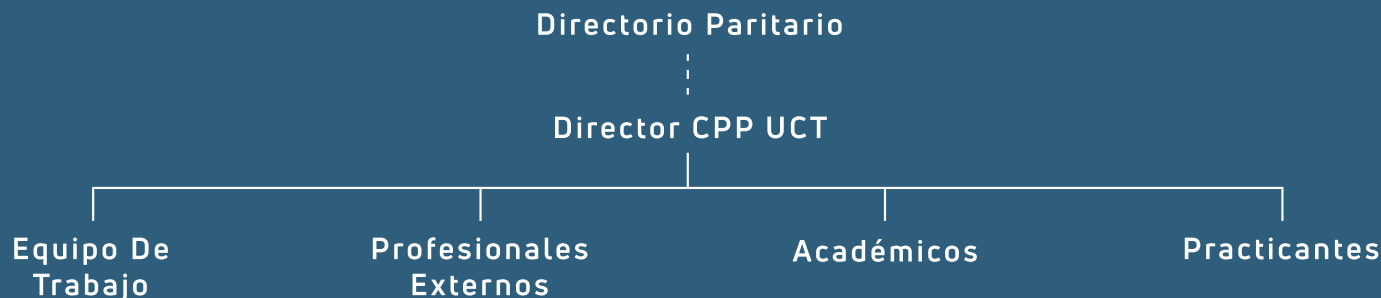 Directorio Paritario
Director CPP UCT
Equipo De
Trabajo
Profesionales
Externos
Académicos
Practicantes